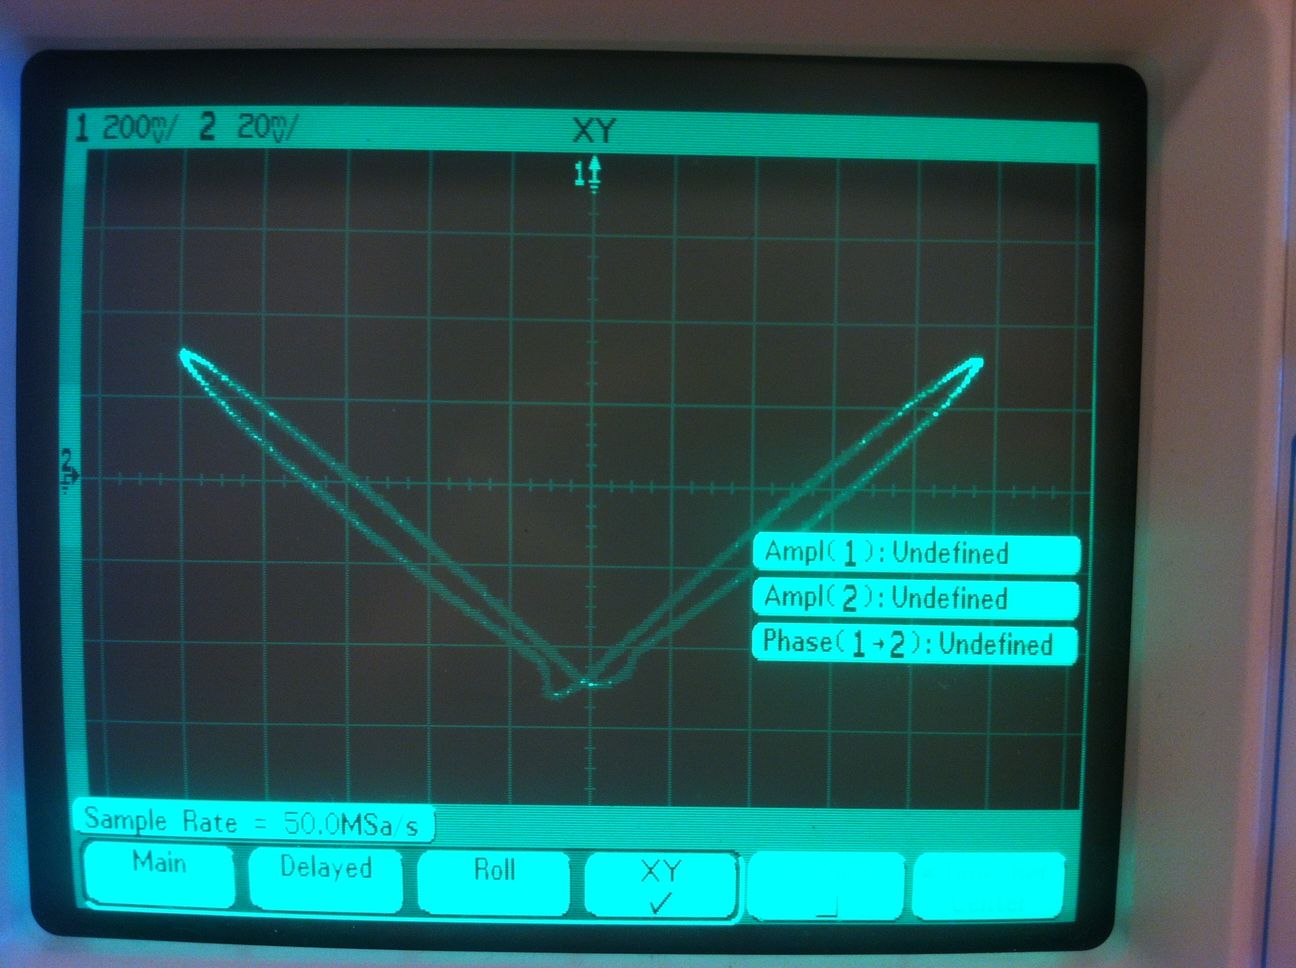 1 200mV/ 2 20mV/ XY
1
2
Ampl(1):Undefined
Ampl(2):Undefined
Phase(1→2):Undefined
Sample Rate = 50.0MSa/s
Main Delayed Roll XY
✓